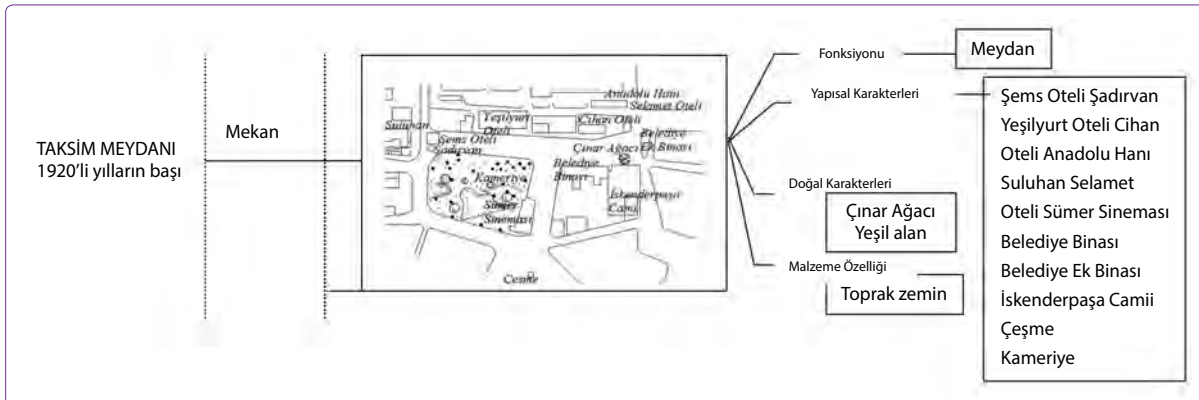 TAKSİM MEYDANI
1920'li yılların başı
Mekan
Anadolu Hanı
Selamet Oteli
Suluhan
Yeşilyurt
Oteli
Cihan Oteli
Şems Oteli
Şadırvan
Belediye
Ek Binası
Çınar Ağacı
Belediye
Binası
Kameriye
İskenderpaşa
Cami
Sümer
Sineması
Çeşme
Fonksiyonu
Meydan
Yapısal Karakterleri
Şems Oteli Şadırvan
Yeşilyurt Oteli Cihan
Oteli Anadolu Hanı
Suluhan Selamet
Oteli Sümer Sineması
Belediye Binası
Belediye Ek Binası
İskenderpaşa Camii
Çeşme
Kameriye
Doğal Karakterleri
Çınar Ağacı
Yeşil alan
Malzeme Özelliği
Toprak zemin